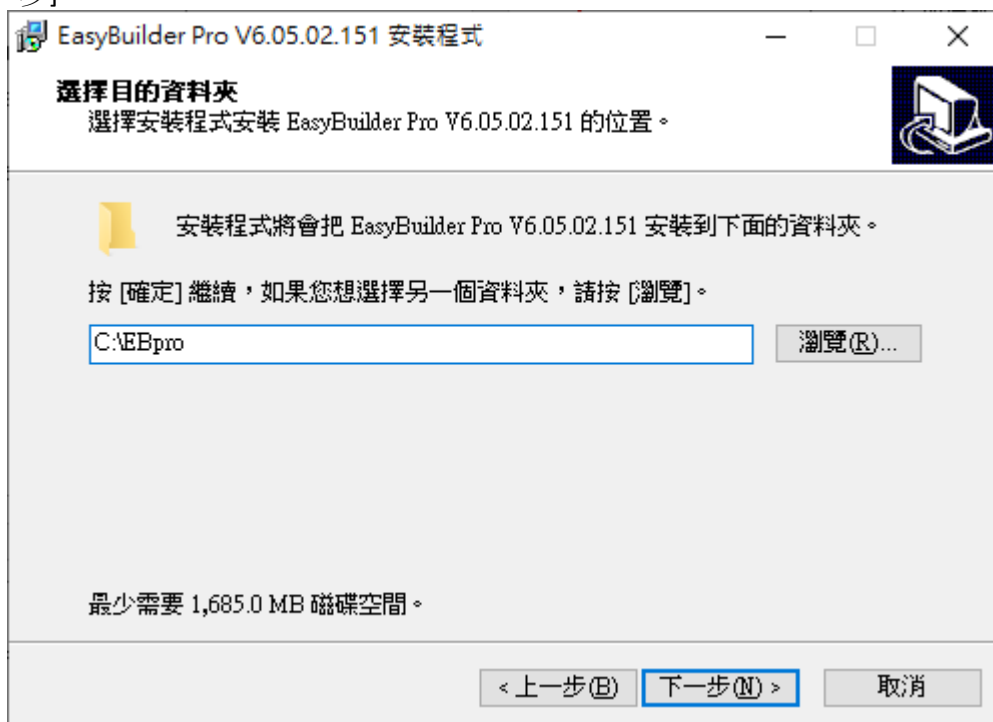 步]
EasyBuilder Pro V6.05.02.151 安裝程式
選擇目的資料夾
選擇安裝程式安裝 EasyBuilder Pro V6.05.02.151 的位置。
安裝程式將會把 EasyBuilder Pro V6.05.02.151 安裝到下面的資料夾。
按 [確定] 繼續，如果您想選擇另一個資料夾，請按 [瀏覽]。
C:\EBpro
瀏覽(R)...
最少需要 1,685.0 MB 磁碟空間。
< 上一步(B) 下一步(N) > 取消